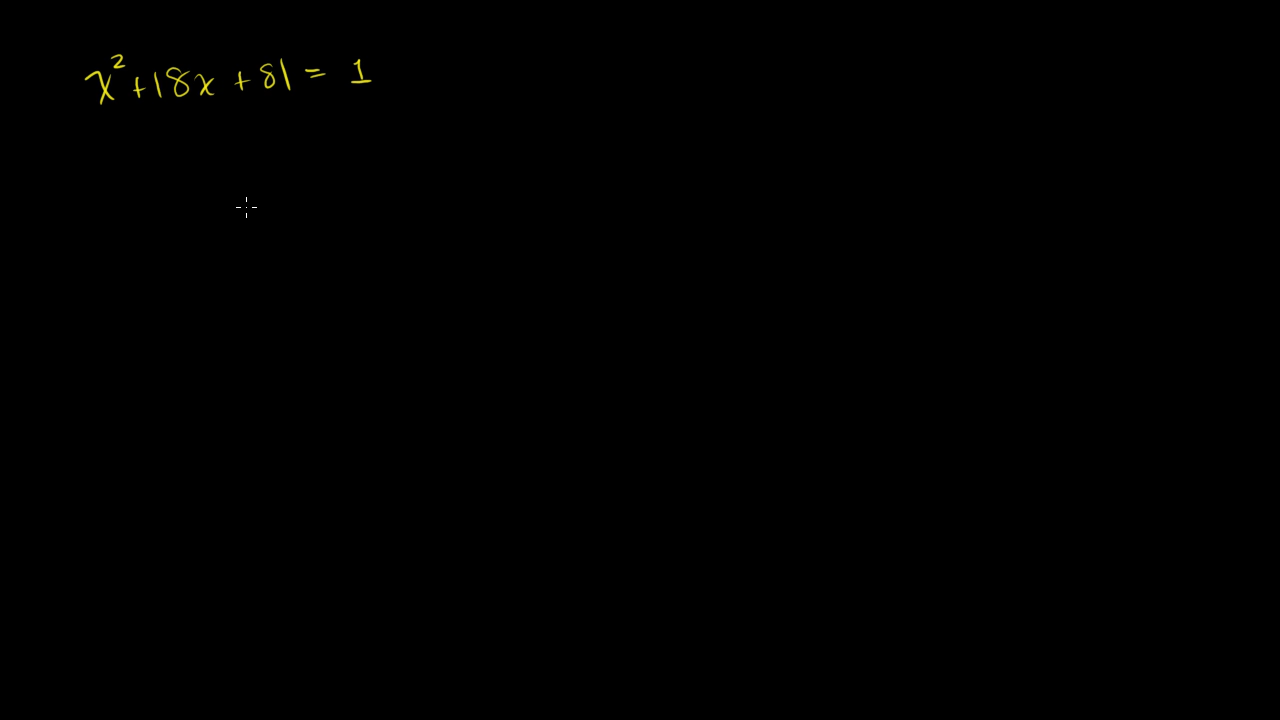 x² + 18x + 81 = 1